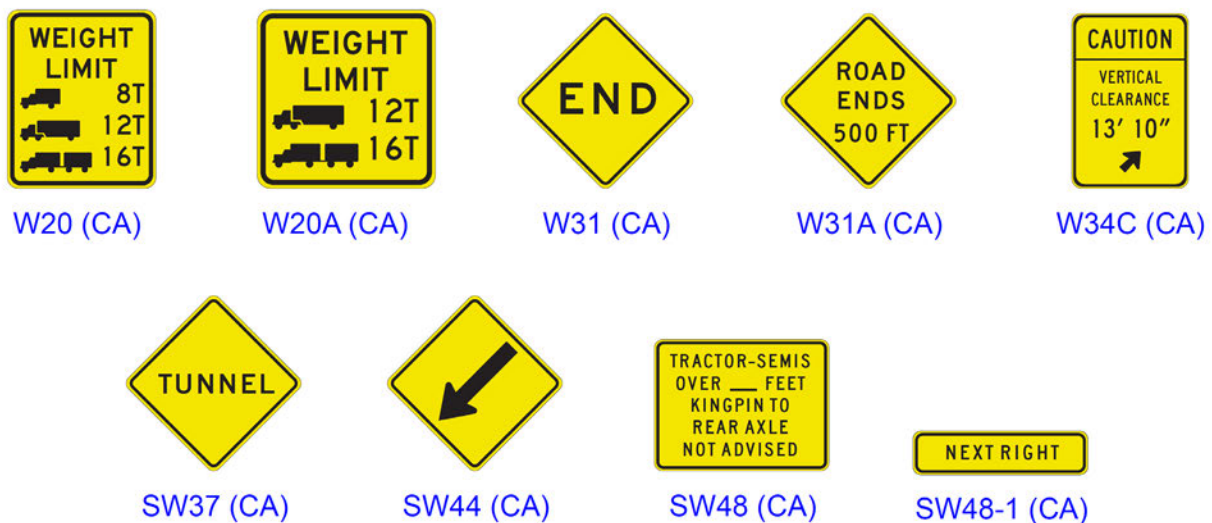 WEIGHT
LIMIT
8T
12T
16T
W20 (CA)
WEIGHT
LIMIT
12T
16T
W20A (CA)
END
W31 (CA)
ROAD
ENDS
500 FT
W31A (CA)
CAUTION
VERTICAL
CLEARANCE
13' 10"
W34C (CA)
TUNNEL
SW37 (CA)
SW44 (CA)
TRACTOR-SEMIS
OVER ___ FEET
KINGPIN TO
REAR AXLE
NOT ADVISED
SW48 (CA)
NEXT RIGHT
SW48-1 (CA)